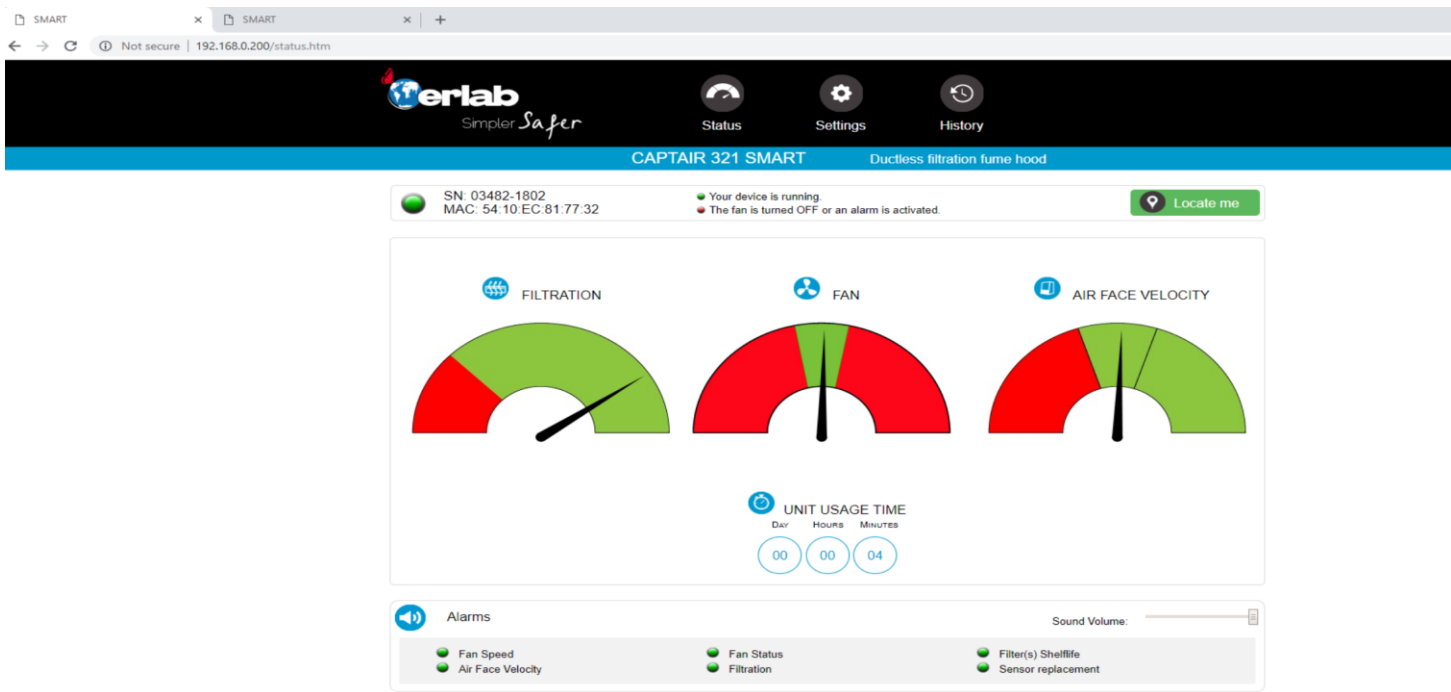 SMART
SMART
Not secure | 192.168.0.200/status.htm
erlab
Simpler Safer
Status
Settings
History
CAPTAIR 321 SMART
Ductless filtration fume hood
SN: 03482-1802
MAC: 54:10:EC:81:77:32
Your device is running.
The fan is turned OFF or an alarm is activated.
Locate me
FILTRATION
FAN
AIR FACE VELOCITY
UNIT USAGE TIME
DAY HOURS MINUTES
00 00 04
Alarms
Sound Volume:
Fan Speed
Fan Status
Filter(s) Shelflife
Air Face Velocity
Filtration
Sensor replacement